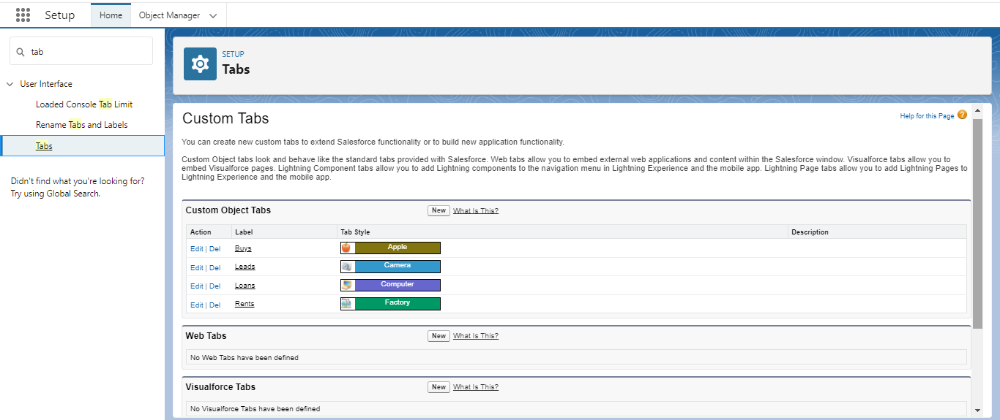 Setup
Home
Object Manager
tab
User Interface
Loaded Console Tab Limit
Rename Tabs and Labels
Tabs
Didn't find what you're looking for?
Try using Global Search.
SETUP
Tabs
Custom Tabs
Help for this Page ?
You can create new custom tabs to extend Salesforce functionality or to build new application functionality.
Custom Object tabs look and behave like the standard tabs provided with Salesforce. Web tabs allow you to embed external web applications and content within the Salesforce window. Visualforce tabs allow you to
embed Visualforce pages. Lightning Component tabs allow you to add Lightning components to the navigation menu in Lightning Experience and the mobile app. Lightning Page tabs allow you to add Lightning Pages to
Lightning Experience and the mobile app.
Custom Object Tabs New What Is This?
Action Label Tab Style Description
Edit | Del Buys Apple
Edit | Del Leads Camera
Edit | Del Loans Computer
Edit | Del Rents Factory
Web Tabs New What Is This?
No Web Tabs have been defined
Visualforce Tabs New What Is This?
No Visualforce Tabs have been defined